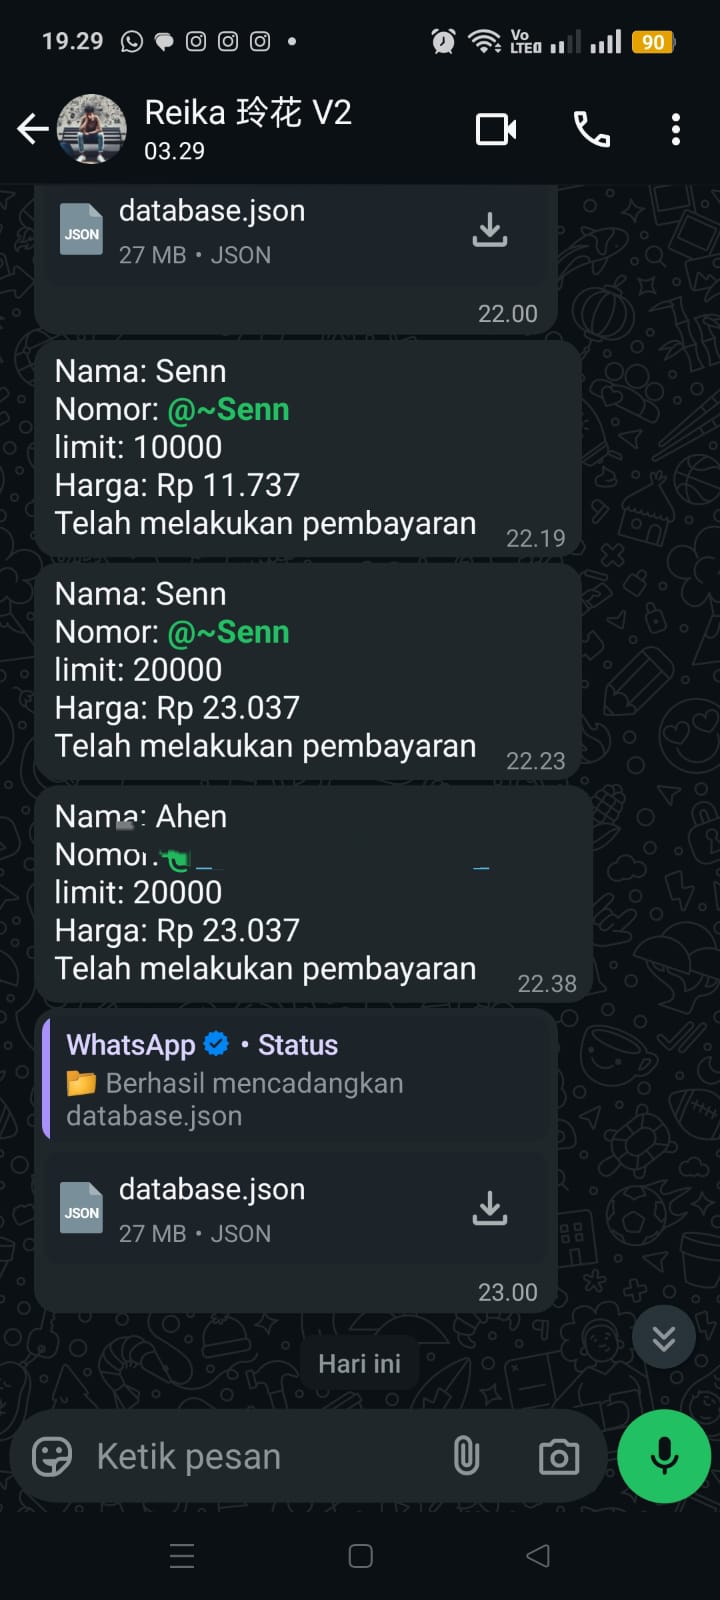 19.29
Vo
LTE
90
Reika 玲花 V2
03.29
database.json
JSON
27 MB • JSON
22.00
Nama: Senn
Nomor: @~Senn
limit: 10000
Harga: Rp 11.737
Telah melakukan pembayaran
22.19
Nama: Senn
Nomor: @~Senn
limit: 20000
Harga: Rp 23.037
Telah melakukan pembayaran
22.23
Nama: Ahen
Nomor:
limit: 20000
Harga: Rp 23.037
Telah melakukan pembayaran
22.38
WhatsApp • Status
Berhasil mencadangkan
database.json
database.json
JSON
27 MB • JSON
23.00
Hari ini
Ketik pesan